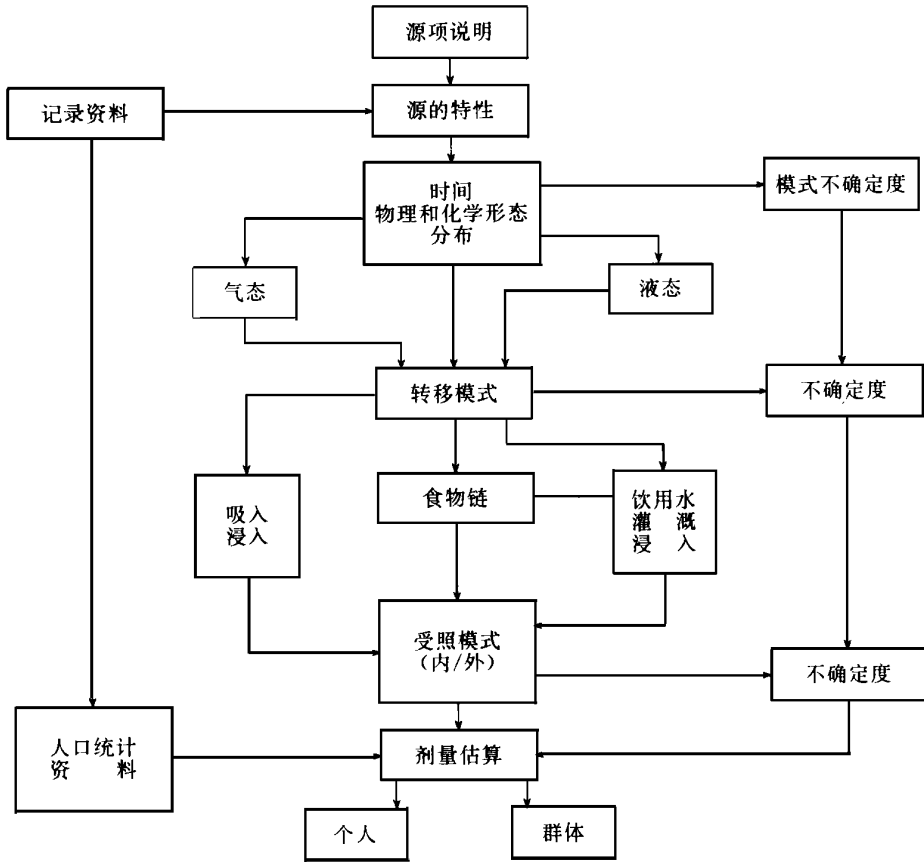 源项说明
记录资料
源的特性
时间
物理和化学形态
分布
模式不确定度
气态
液态
转移模式
不确定度
吸入
浸入
食物链
饮用水
灌 溉
浸 入
受照模式
（内/外）
不确定度
人口统计
资 料
剂量估算
个人
群体